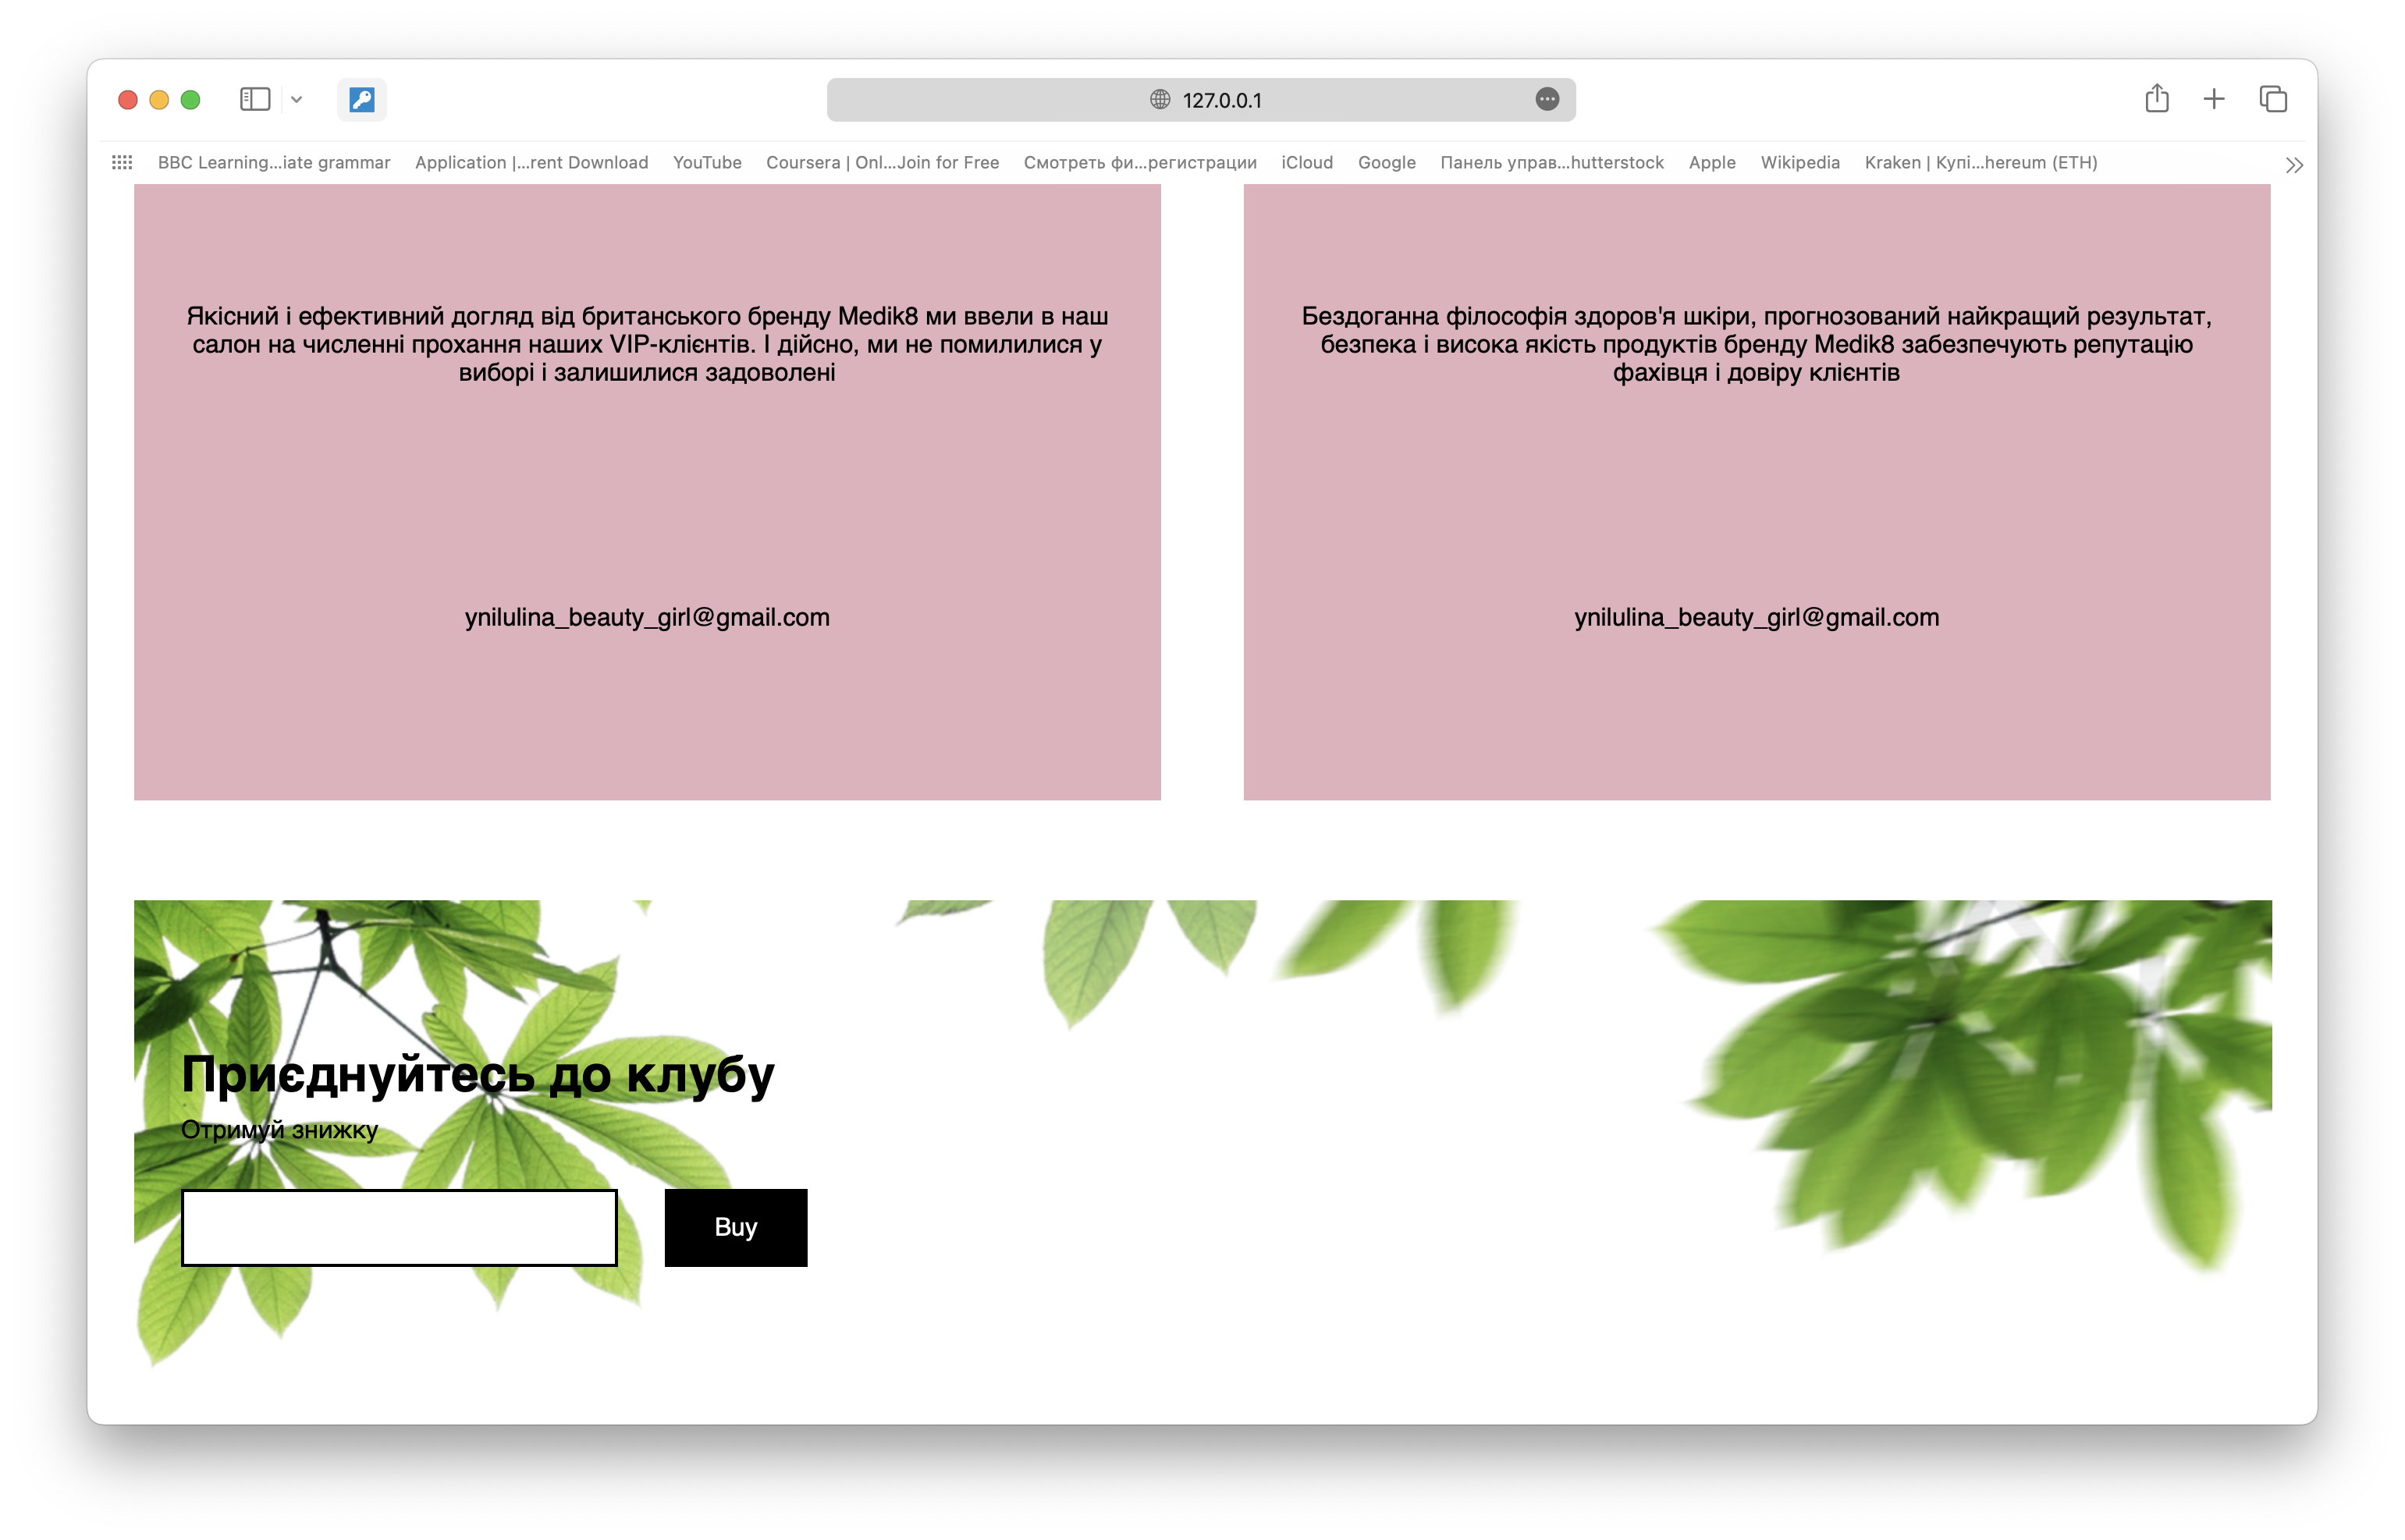 127.0.0.1
BBC Learning...iate grammar Application |...rent Download YouTube Coursera | Onl...Join for Free Смотреть фи...регистрации iCloud Google Панель управ...hutterstock Apple Wikipedia Kraken | Купі...hereum (ETH)
Якісний і ефективний догляд від британського бренду Medik8 ми ввели в наш
салон на численні прохання наших VIP-клієнтів. І дійсно, ми не помилилися у
виборі і залишилися задоволені
ynilulina_beauty_girl@gmail.com
Бездоганна філософія здоров'я шкіри, прогнозований найкращий результат,
безпека і висока якість продуктів бренду Medik8 забезпечують репутацію
фахівця і довіру клієнтів
ynilulina_beauty_girl@gmail.com
Приєднуйтесь до клубу
Отримуй знижку
Buy